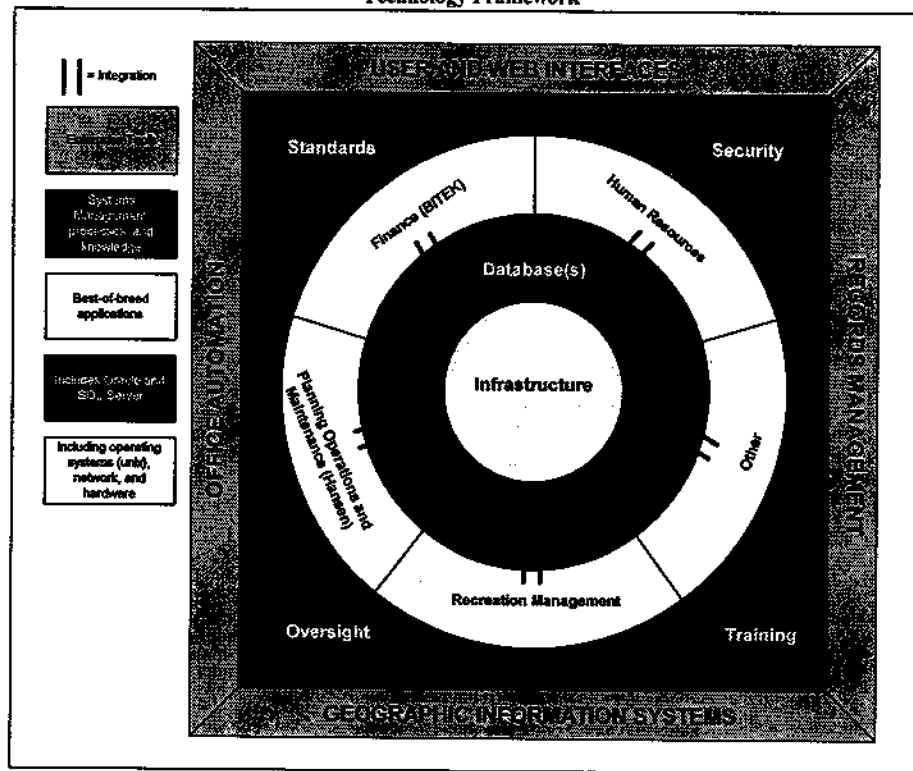 Technology Framework
= Integration
Systems
Management
processes, and
knowledge
Best-of-breed
applications
Includes Oracle and
SQL Server
Including operating
systems (unix),
network, and
hardware
USER AND WEB INTERFACES
OFFICE AUTOMATION
RECORDS MANAGEMENT
GEOGRAPHIC INFORMATION SYSTEMS
Standards
Security
Oversight
Training
Finance (BITEK)
Human Resources
Planning Operations and
Maintenance (Hansen)
Other
Recreation Management
Database(s)
Infrastructure